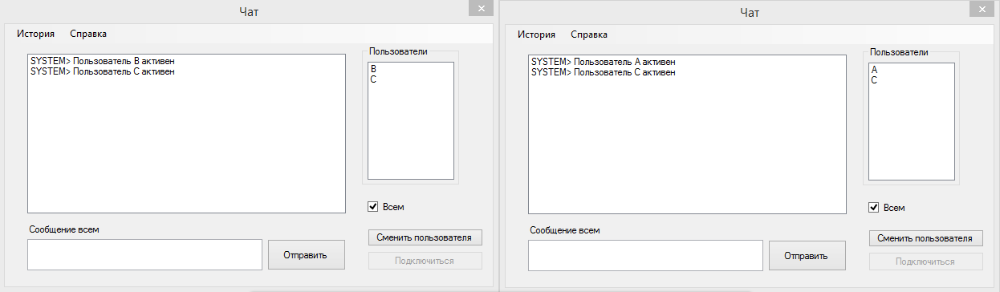 Чат
История Справка
SYSTEM> Пользователь B активен
SYSTEM> Пользователь C активен
Пользователи
B
C
Всем
Сообщение всем
Отправить
Сменить пользователя
Подключиться
Чат
История Справка
SYSTEM> Пользователь A активен
SYSTEM> Пользователь C активен
Пользователи
A
C
Всем
Сообщение всем
Отправить
Сменить пользователя
Подключиться